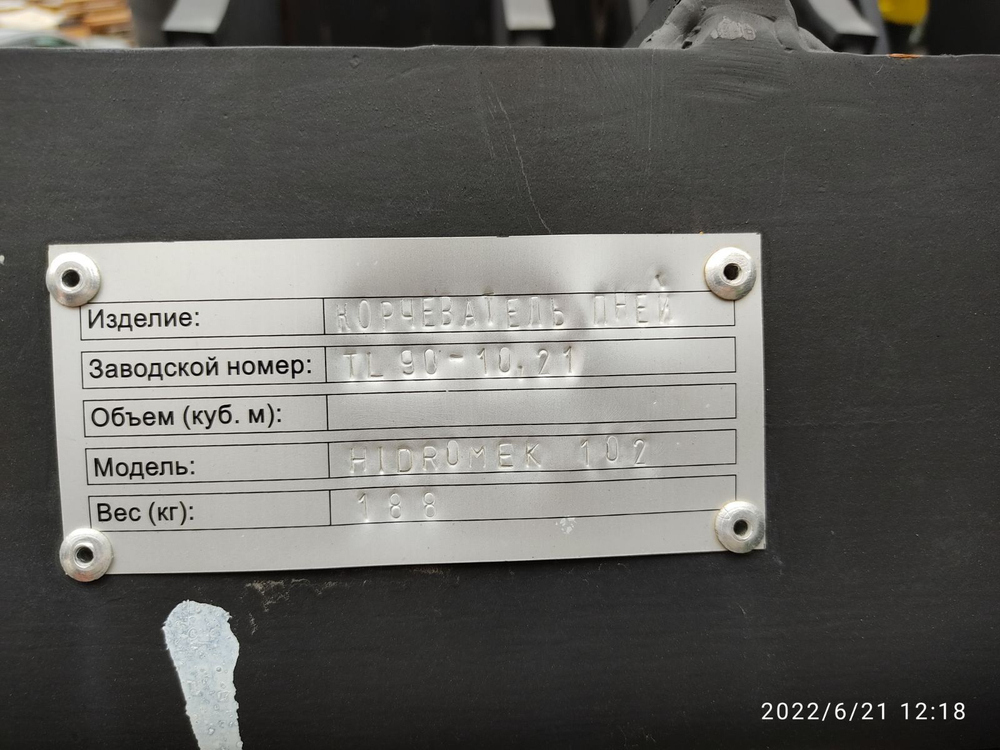 Изделие: КОРЧЕВАТЕЛЬ ПНЕЙ
Заводской номер: TL 90-10.21
Объем (куб. м):
Модель: HIDROMEK 102
Вес (кг): 188
2022/6/21 12:18